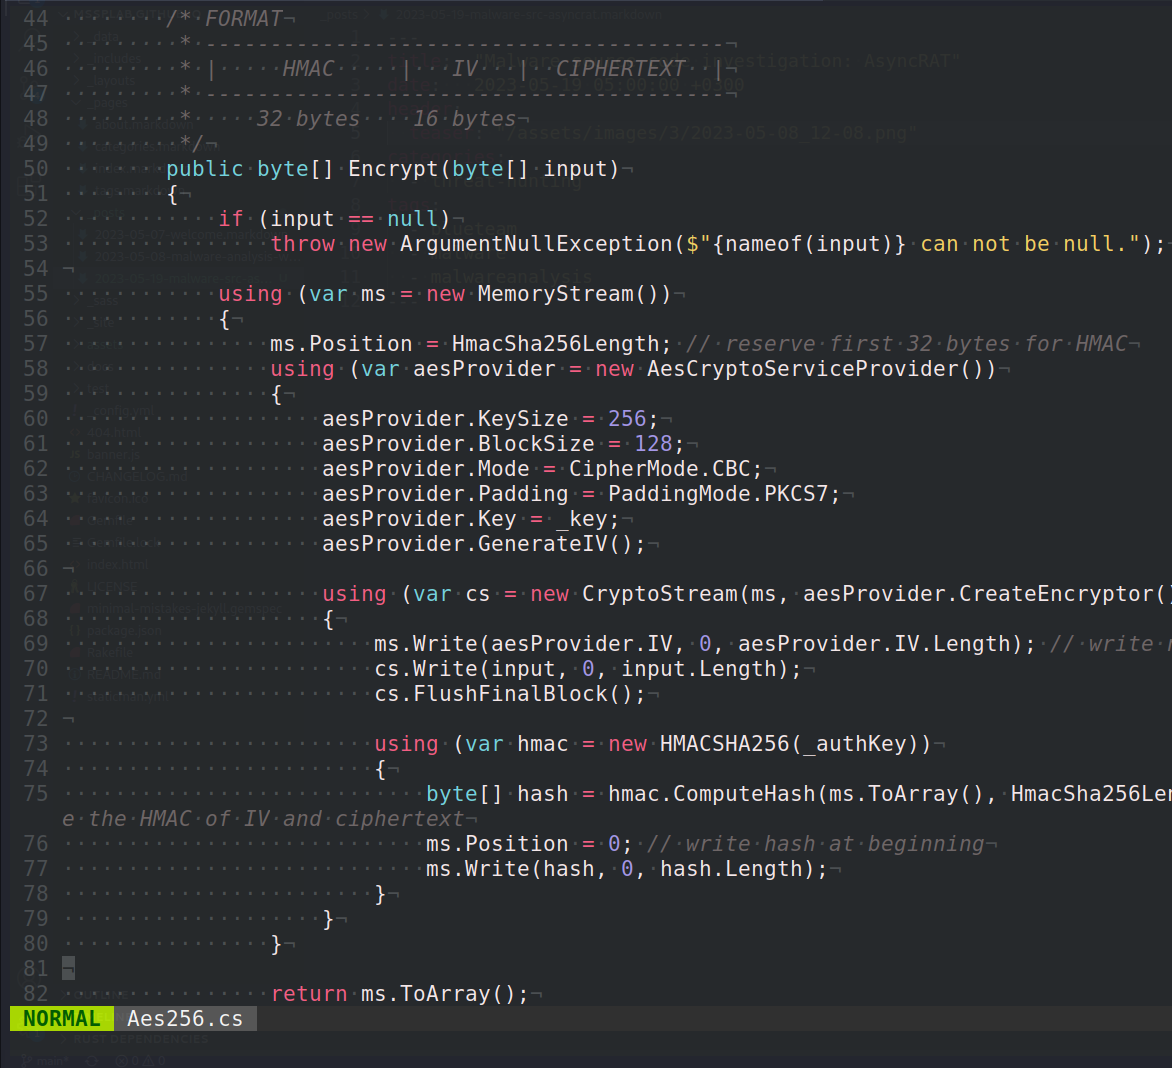 44 /* FORMAT
45 * ----------------------------------------
46 * | HMAC | IV | CIPHERTEXT |
47 * ----------------------------------------
48 * 32 bytes 16 bytes
49 */
50 public byte[] Encrypt(byte[] input)
51 {
52 if (input == null)
53 throw new ArgumentNullException($"{nameof(input)} can not be null.");
54
55 using (var ms = new MemoryStream())
56 {
57 ms.Position = HmacSha256Length; // reserve first 32 bytes for HMAC
58 using (var aesProvider = new AesCryptoServiceProvider())
59 {
60 aesProvider.KeySize = 256;
61 aesProvider.BlockSize = 128;
62 aesProvider.Mode = CipherMode.CBC;
63 aesProvider.Padding = PaddingMode.PKCS7;
64 aesProvider.Key = _key;
65 aesProvider.GenerateIV();
66
67 using (var cs = new CryptoStream(ms, aesProvider.CreateEncryptor()
68 {
69 ms.Write(aesProvider.IV, 0, aesProvider.IV.Length); // write
70 cs.Write(input, 0, input.Length);
71 cs.FlushFinalBlock();
72
73 using (var hmac = new HMACSHA256(_authKey))
74 {
75 byte[] hash = hmac.ComputeHash(ms.ToArray(), HmacSha256Len
e the HMAC of IV and ciphertext
76 ms.Position = 0; // write hash at beginning
77 ms.Write(hash, 0, hash.Length);
78 }
79 }
80 }
81
82 return ms.ToArray();
NORMAL Aes256.cs